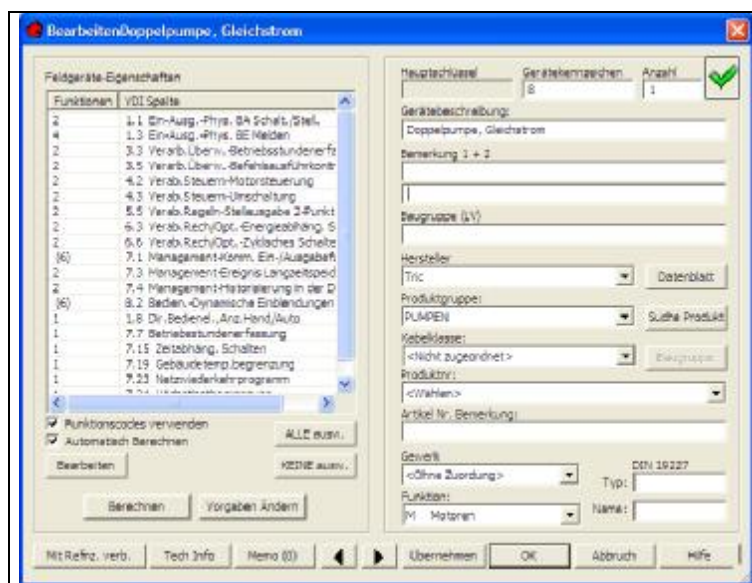 BearbeitenDoppelpumpe, Gleichstrom
Feldgeräte-Eigenschaften
Funktionen VDI Spalte
2 1.1 Ein-Ausg.-Phys. BA Schalt./Stell.
4 1.3 Ein-Ausg.-Phys. BE Melden
2 3.3 Verarb.Überw.-Betriebsstundenerfa
2 3.5 Verarb.Überw.-Befehlsausführkontr
2 4.2 Verab.Steuern-Motorsteuerung
2 4.3 Verab.Steuern-Umschaltung
2 5.5 Verab.Regeln-Stellausgabe 2-Punkt
2 6.3 Verab.Rech/Opt.-Energieabhäng. S
2 6.6 Verab.Rech/Opt.-Zyklisches Schalte
(6) 7.1 Management-Komm. Ein-/Ausgabef
2 7.3 Management-Ereignis Langzeitspeid
2 7.4 Management-Historisierung in der D
(6) 8.2 Bedien.-Dynamische Einblendungen
1 1.8 Dir.Bedienel.,Anz.Hand/Auto
1 7.7 Betriebsstundenerfassung
1 7.15 Zeitabhäng. Schalten
1 7.19 Gebäudetemp.begrenzung
1 7.23 Netzwiederkehrprogramm
Funktionscodes verwenden
Automatisch Berechnen
ALLE ausw.
Bearbeiten
KEINE ausw.
Berechnen
Vorgaben Ändern
Hauptschlüssel
Gerätekennzeichen
Anzahl
8
1
Gerätebeschreibung:
Doppelpumpe, Gleichstrom
Bemerkung 1 + 2
Baugruppe (LV)
Hersteller
Tric
Datenblatt
Produktgruppe:
PUMPEN
Suche Produkt
Kabelklasse:
<Nicht zugeordnet>
Baugruppe
Produktnr:
<Wählen>
Artikel Nr. Bemerkung:
Gewerk
<Ohne Zuordung>
DIN 19227
Typ:
Funktion:
M Motoren
Name:
Mit Refnz. verb.
Tech Info
Memo (0)
Übernehmen
OK
Abbruch
Hilfe